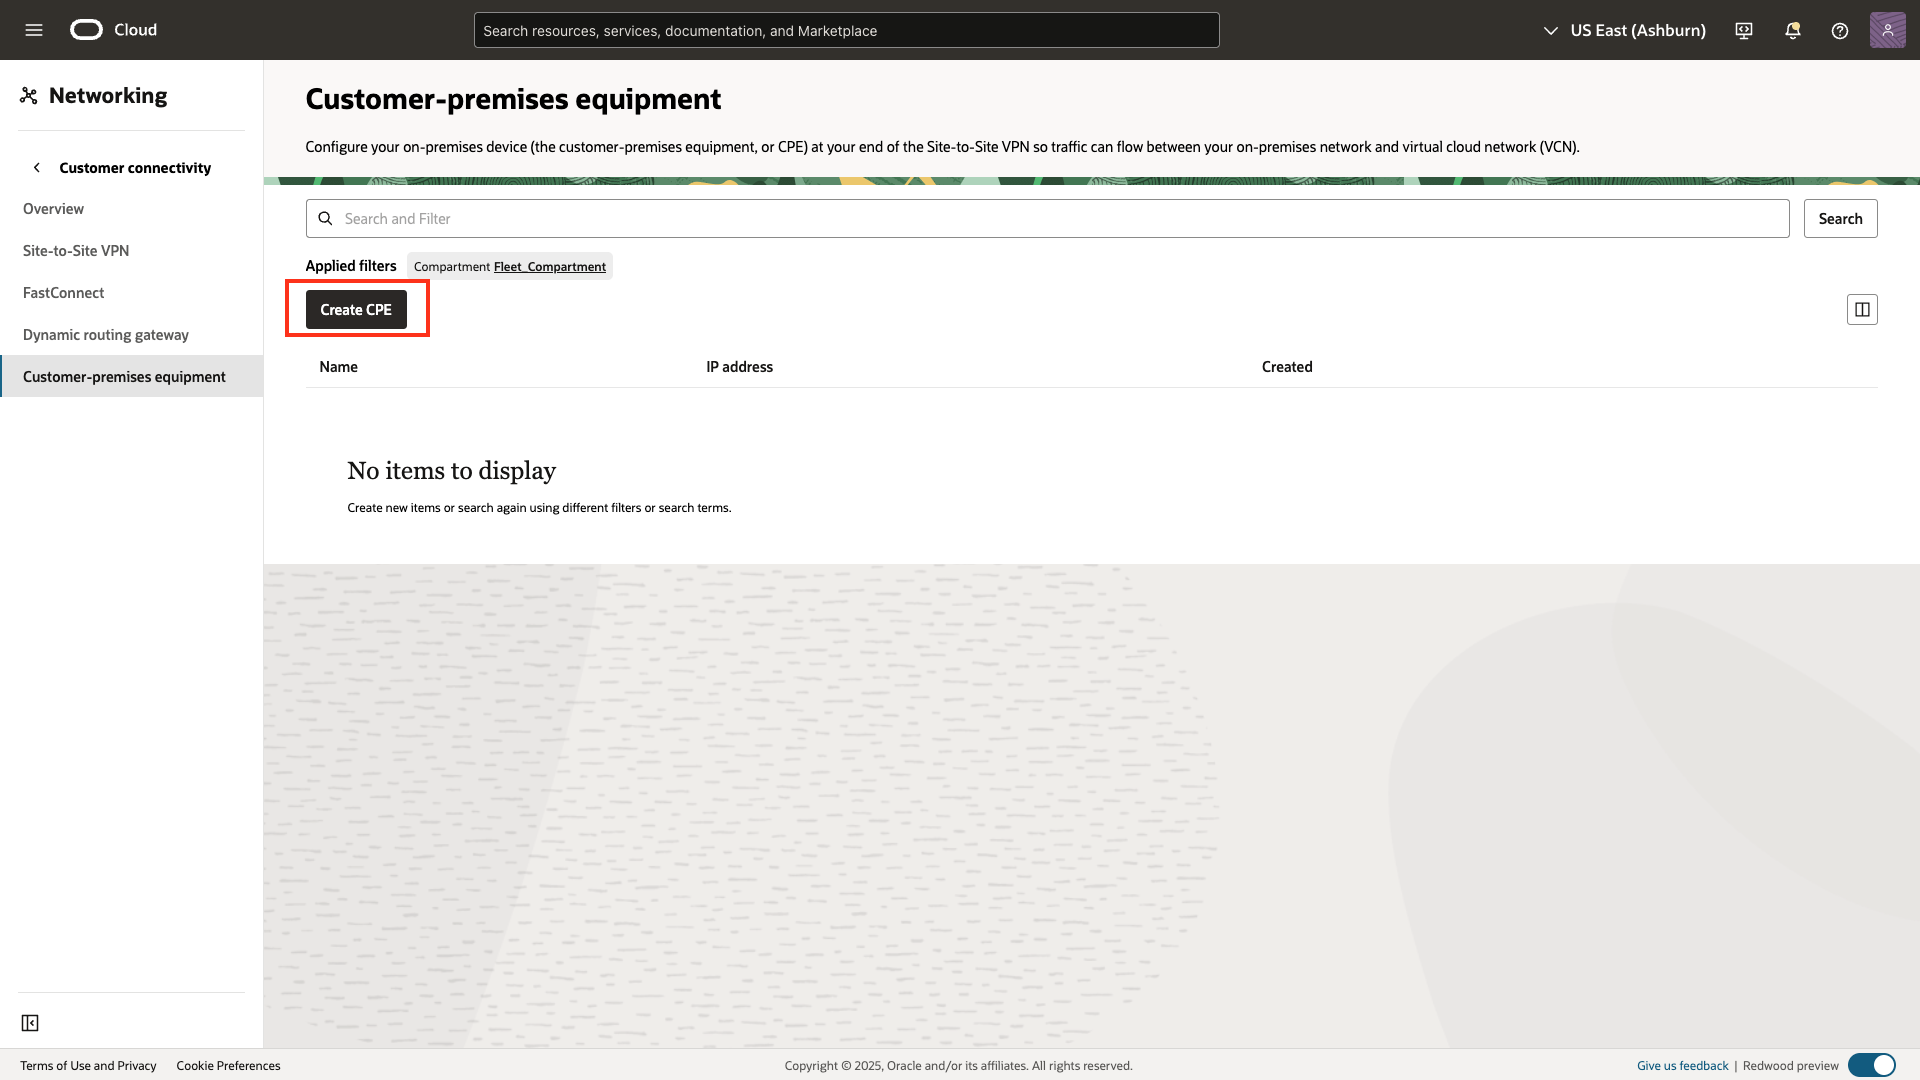 Cloud
Search resources, services, documentation, and Marketplace
US East (Ashburn)
Networking
Customer connectivity
Overview
Site-to-Site VPN
FastConnect
Dynamic routing gateway
Customer-premises equipment
Customer-premises equipment
Configure your on-premises device (the customer-premises equipment, or CPE) at your end of the Site-to-Site VPN so traffic can flow between your on-premises network and virtual cloud network (VCN).
Search and Filter
Search
Applied filters
Compartment Fleet_Compartment
Create CPE
Name
IP address
Created
No items to display
Create new items or search again using different filters or search terms.
Terms of Use and Privacy
Cookie Preferences
Copyright © 2025, Oracle and/or its affiliates. All rights reserved.
Give us feedback | Redwood preview